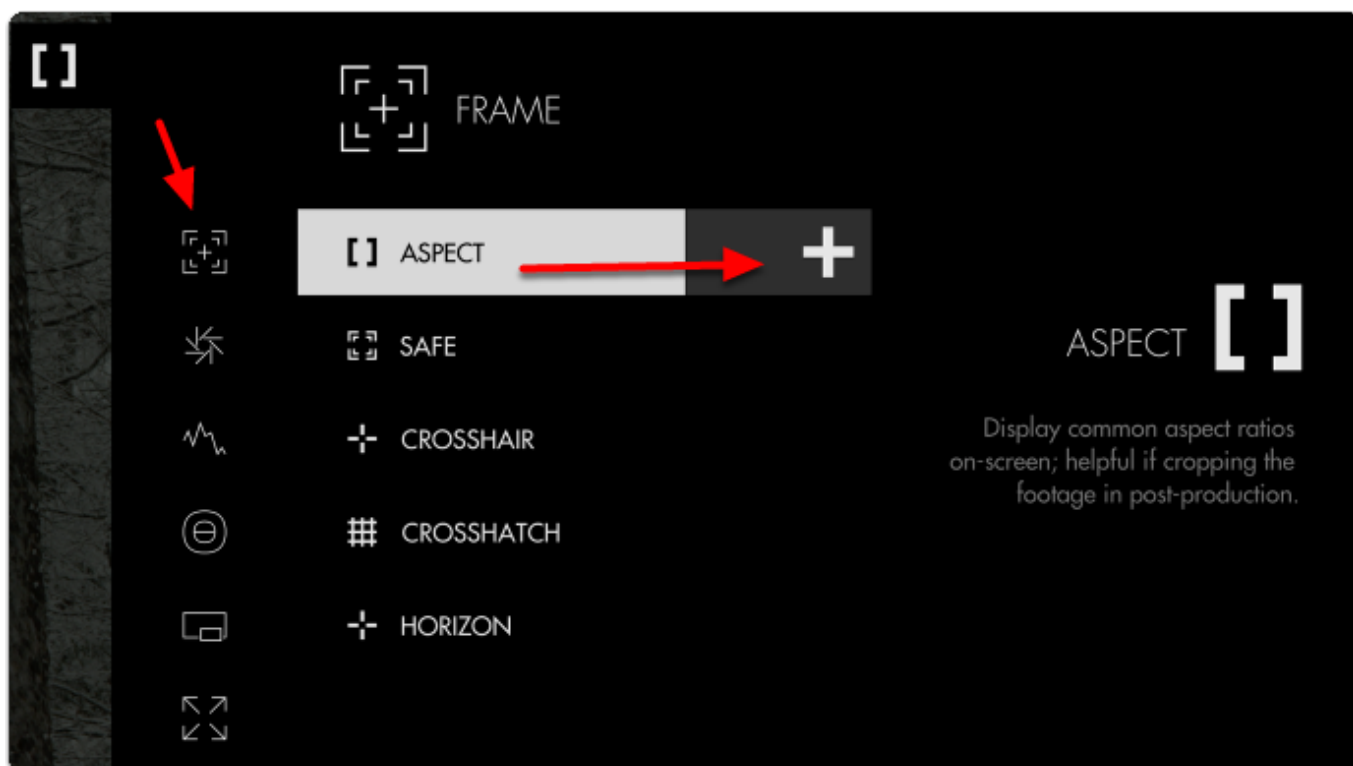 FRAME
ASPECT
SAFE
CROSSHAIR
CROSSHATCH
HORIZON
ASPECT
Display common aspect ratios
on-screen; helpful if cropping the
footage in post-production.